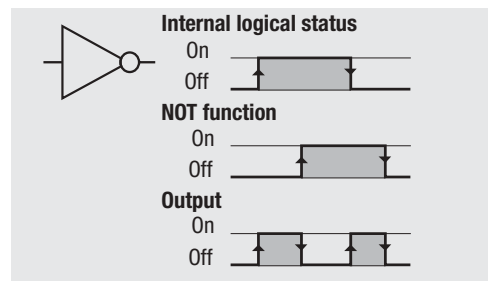 Internal logical status
On
Off
NOT function
On
Off
Output
On
Off